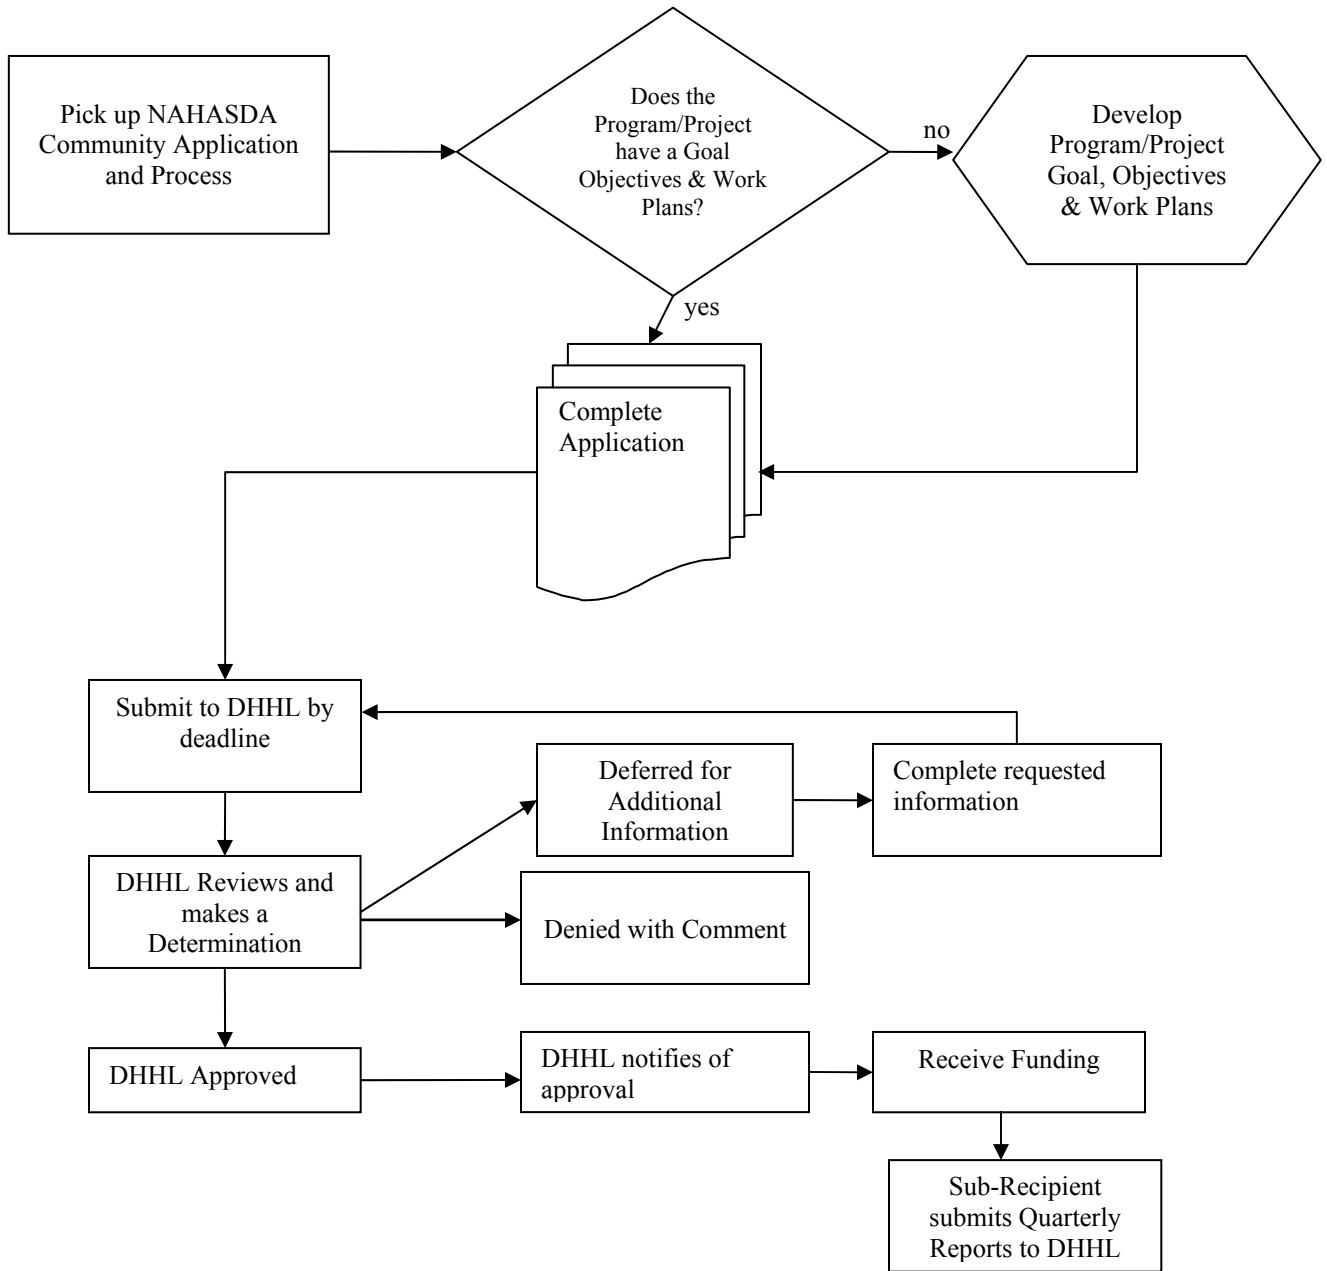 Pick up NAHASDA
Community Application
and Process
Does the
Program/Project
have a Goal
Objectives & Work
Plans?
no
Develop
Program/Project
Goal, Objectives
& Work Plans
yes
Complete
Application
Submit to DHHL by
deadline
Deferred for
Additional
Information
Complete requested
information
DHHL Reviews and
makes a
Determination
Denied with Comment
DHHL Approved
DHHL notifies of
approval
Receive Funding
Sub-Recipient
submits Quarterly
Reports to DHHL